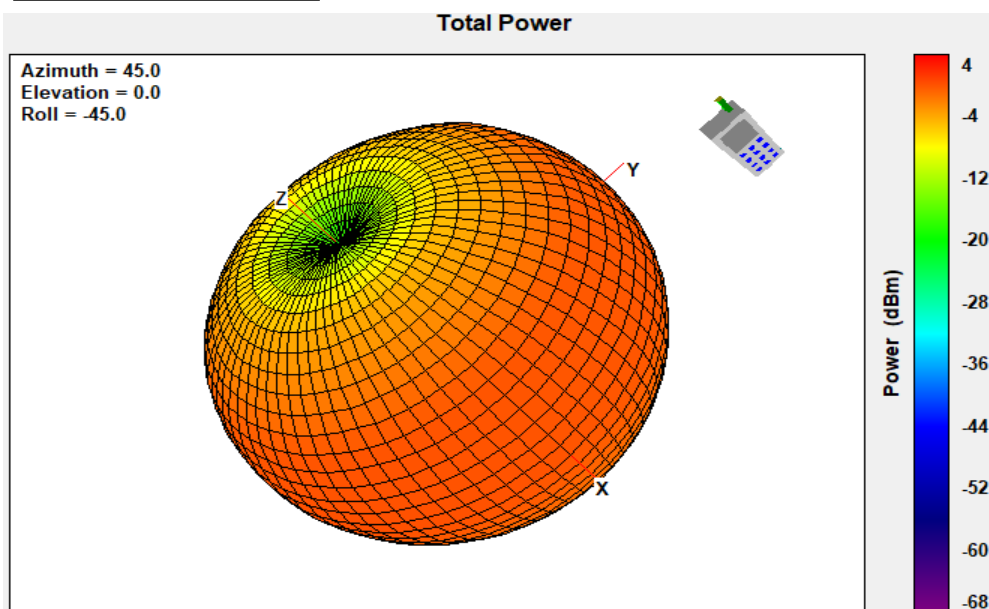 Total Power
Azimuth = 45.0
Elevation = 0.0
Roll = -45.0
Z
Y
X
Power (dBm)
4
-4
-12
-20
-28
-36
-44
-52
-60
-68